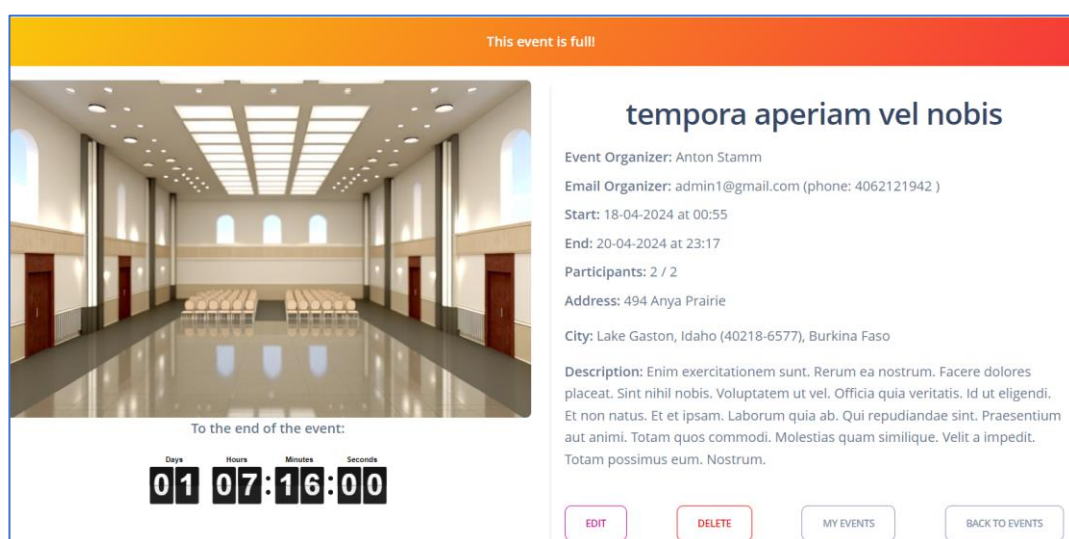 This event is full!
tempora aperiam vel nobis
Event Organizer: Anton Stamm
Email Organizer: admin1@gmail.com (phone: 4062121942 )
Start: 18-04-2024 at 00:55
End: 20-04-2024 at 23:17
Participants: 2 / 2
Address: 494 Anya Prairie
City: Lake Gaston, Idaho (40218-6577), Burkina Faso
Description: Enim exercitationem sunt. Rerum ea nostrum. Facere dolores
placeat. Sint nihil nobis. Voluptatem ut vel. Officia quia veritatis. Id ut eligendi.
Et non natus. Et et ipsam. Laborum quia ab. Qui repudiandae sint. Praesentium
aut animi. Totam quos commodi. Molestias quam similique. Velit a impedit.
Totam possimus eum. Nostrum.
To the end of the event:
Days Hours Minutes Seconds
01 07:16:00
EDIT DELETE MY EVENTS BACK TO EVENTS